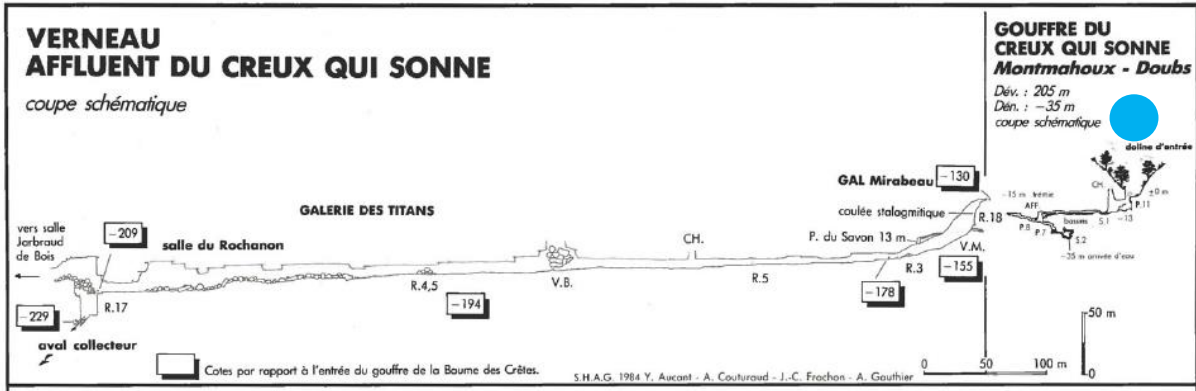 VERNEAU
AFFLUENT DU CREUX QUI SONNE
coupe schématique
GOUFFRE DU
CREUX QUI SONNE
Montmahoux - Doubs
Dév. : 205 m
Dén. : -35 m
coupe schématique
doline d'entrée
CH.
±0 m
P.11
-15 m trémie
AFF.
bassins
S.1
-13
P.8
P.7
S.2
-35 m arrivée d'eau
GAL Mirabeau
-130
coulée stalagmitique
R.18
P. du Savon 13 m
V.M.
R.3
-155
-178
GALERIE DES TITANS
CH.
R.5
V.B.
R.4,5
-194
salle du Rochanon
-209
vers salle
Jarbraud
de Bois
R.17
-229
aval collecteur
Cotes par rapport à l'entrée du gouffre de la Baume des Crêtes.
S.H.A.G. 1984 Y. Aucant - A. Couturaud - J.-C. Frachon - A. Gauthier
0 50 100 m
50 m
0